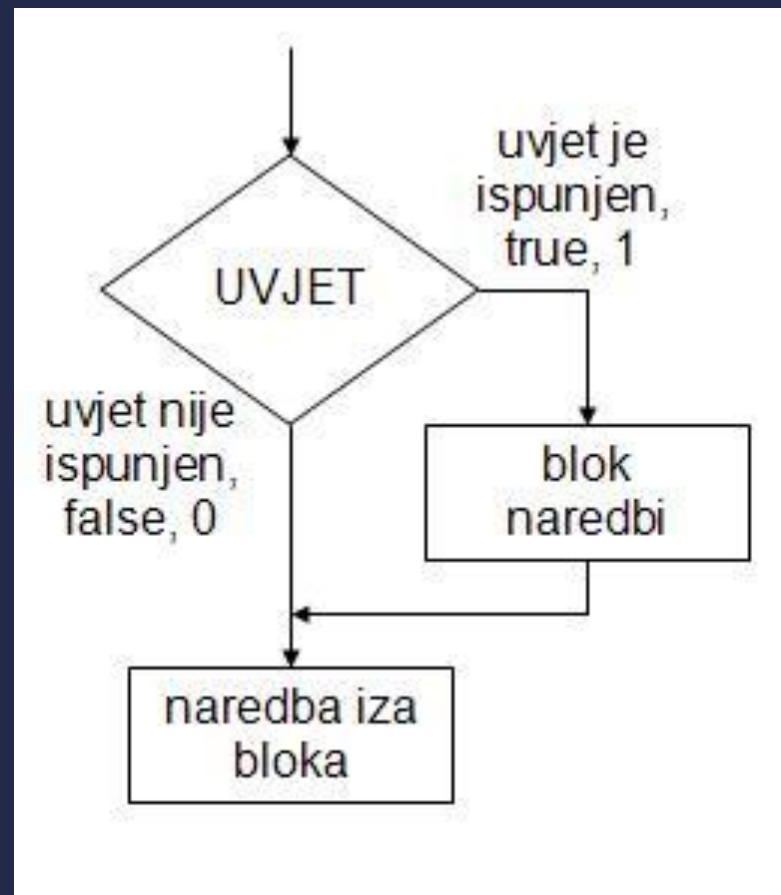 uvjet je
ispunjen,
true, 1
UVJET
uvjet nije
ispunjen,
false, 0
blok
naredbi
naredba iza
bloka